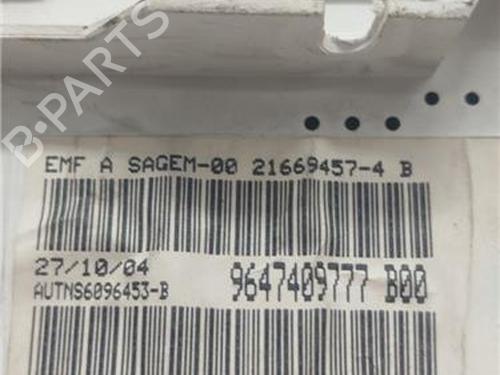 B-PARTS
EMF A SAGEM-00 21669457-4 B
27/10/04
9647409777 B00
AUTNS6096453-B